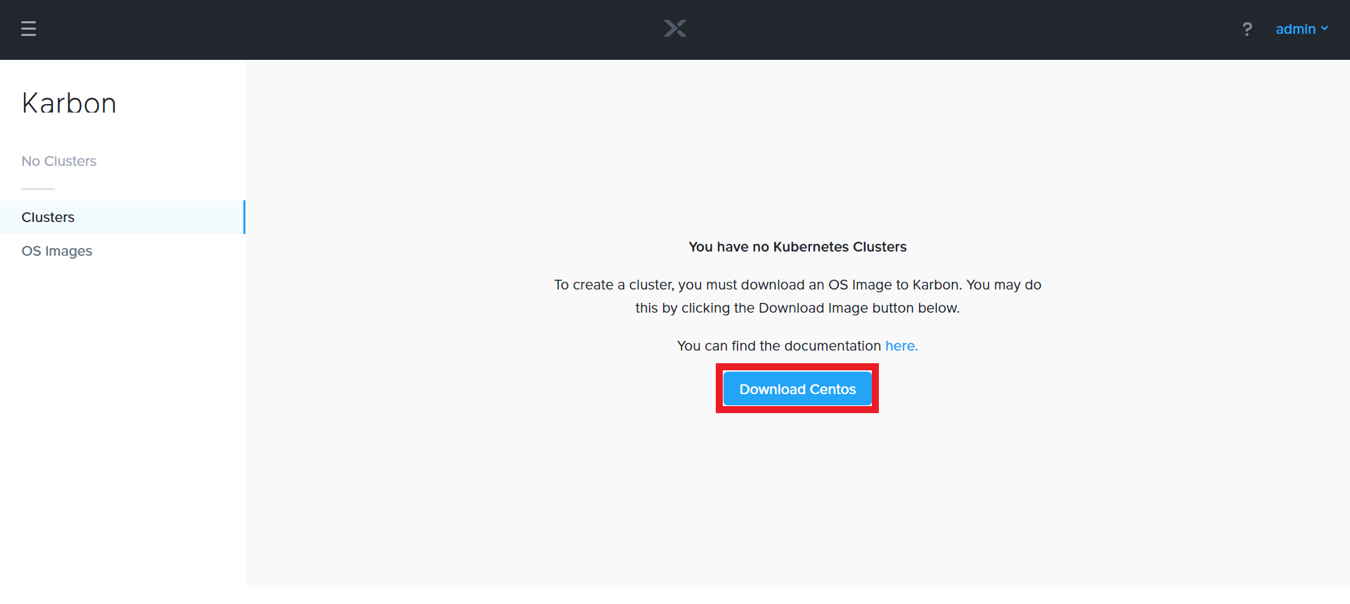 ? admin
Karbon
No Clusters
Clusters
OS Images
You have no Kubernetes Clusters
To create a cluster, you must download an OS Image to Karbon. You may do
this by clicking the Download Image button below.
You can find the documentation here.
Download Centos